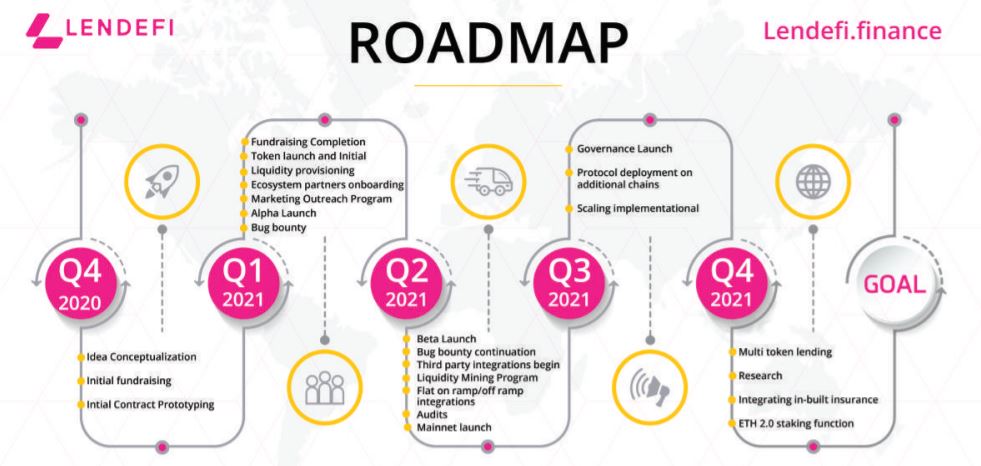 LENDEFI
ROADMAP
Lendefi.finance
Q4
2020
Idea Conceptualization
Initial fundraising
Intial Contract Prototyping
Q1
2021
Fundraising Completion
Token launch and Initial
Liquidity provisioning
Ecosystem partners onboarding
Marketing Outreach Program
Alpha Launch
Bug bounty
Q2
2021
Beta Launch
Bug bounty continuation
Third party integrations begin
Liquidity Mining Program
Flat on ramp/off ramp
integrations
Audits
Mainnet launch
Q3
2021
Governance Launch
Protocol deployment on
additional chains
Scaling implementational
Q4
2021
Multi token lending
Research
Integrating in-built insurance
ETH 2.0 staking function
GOAL